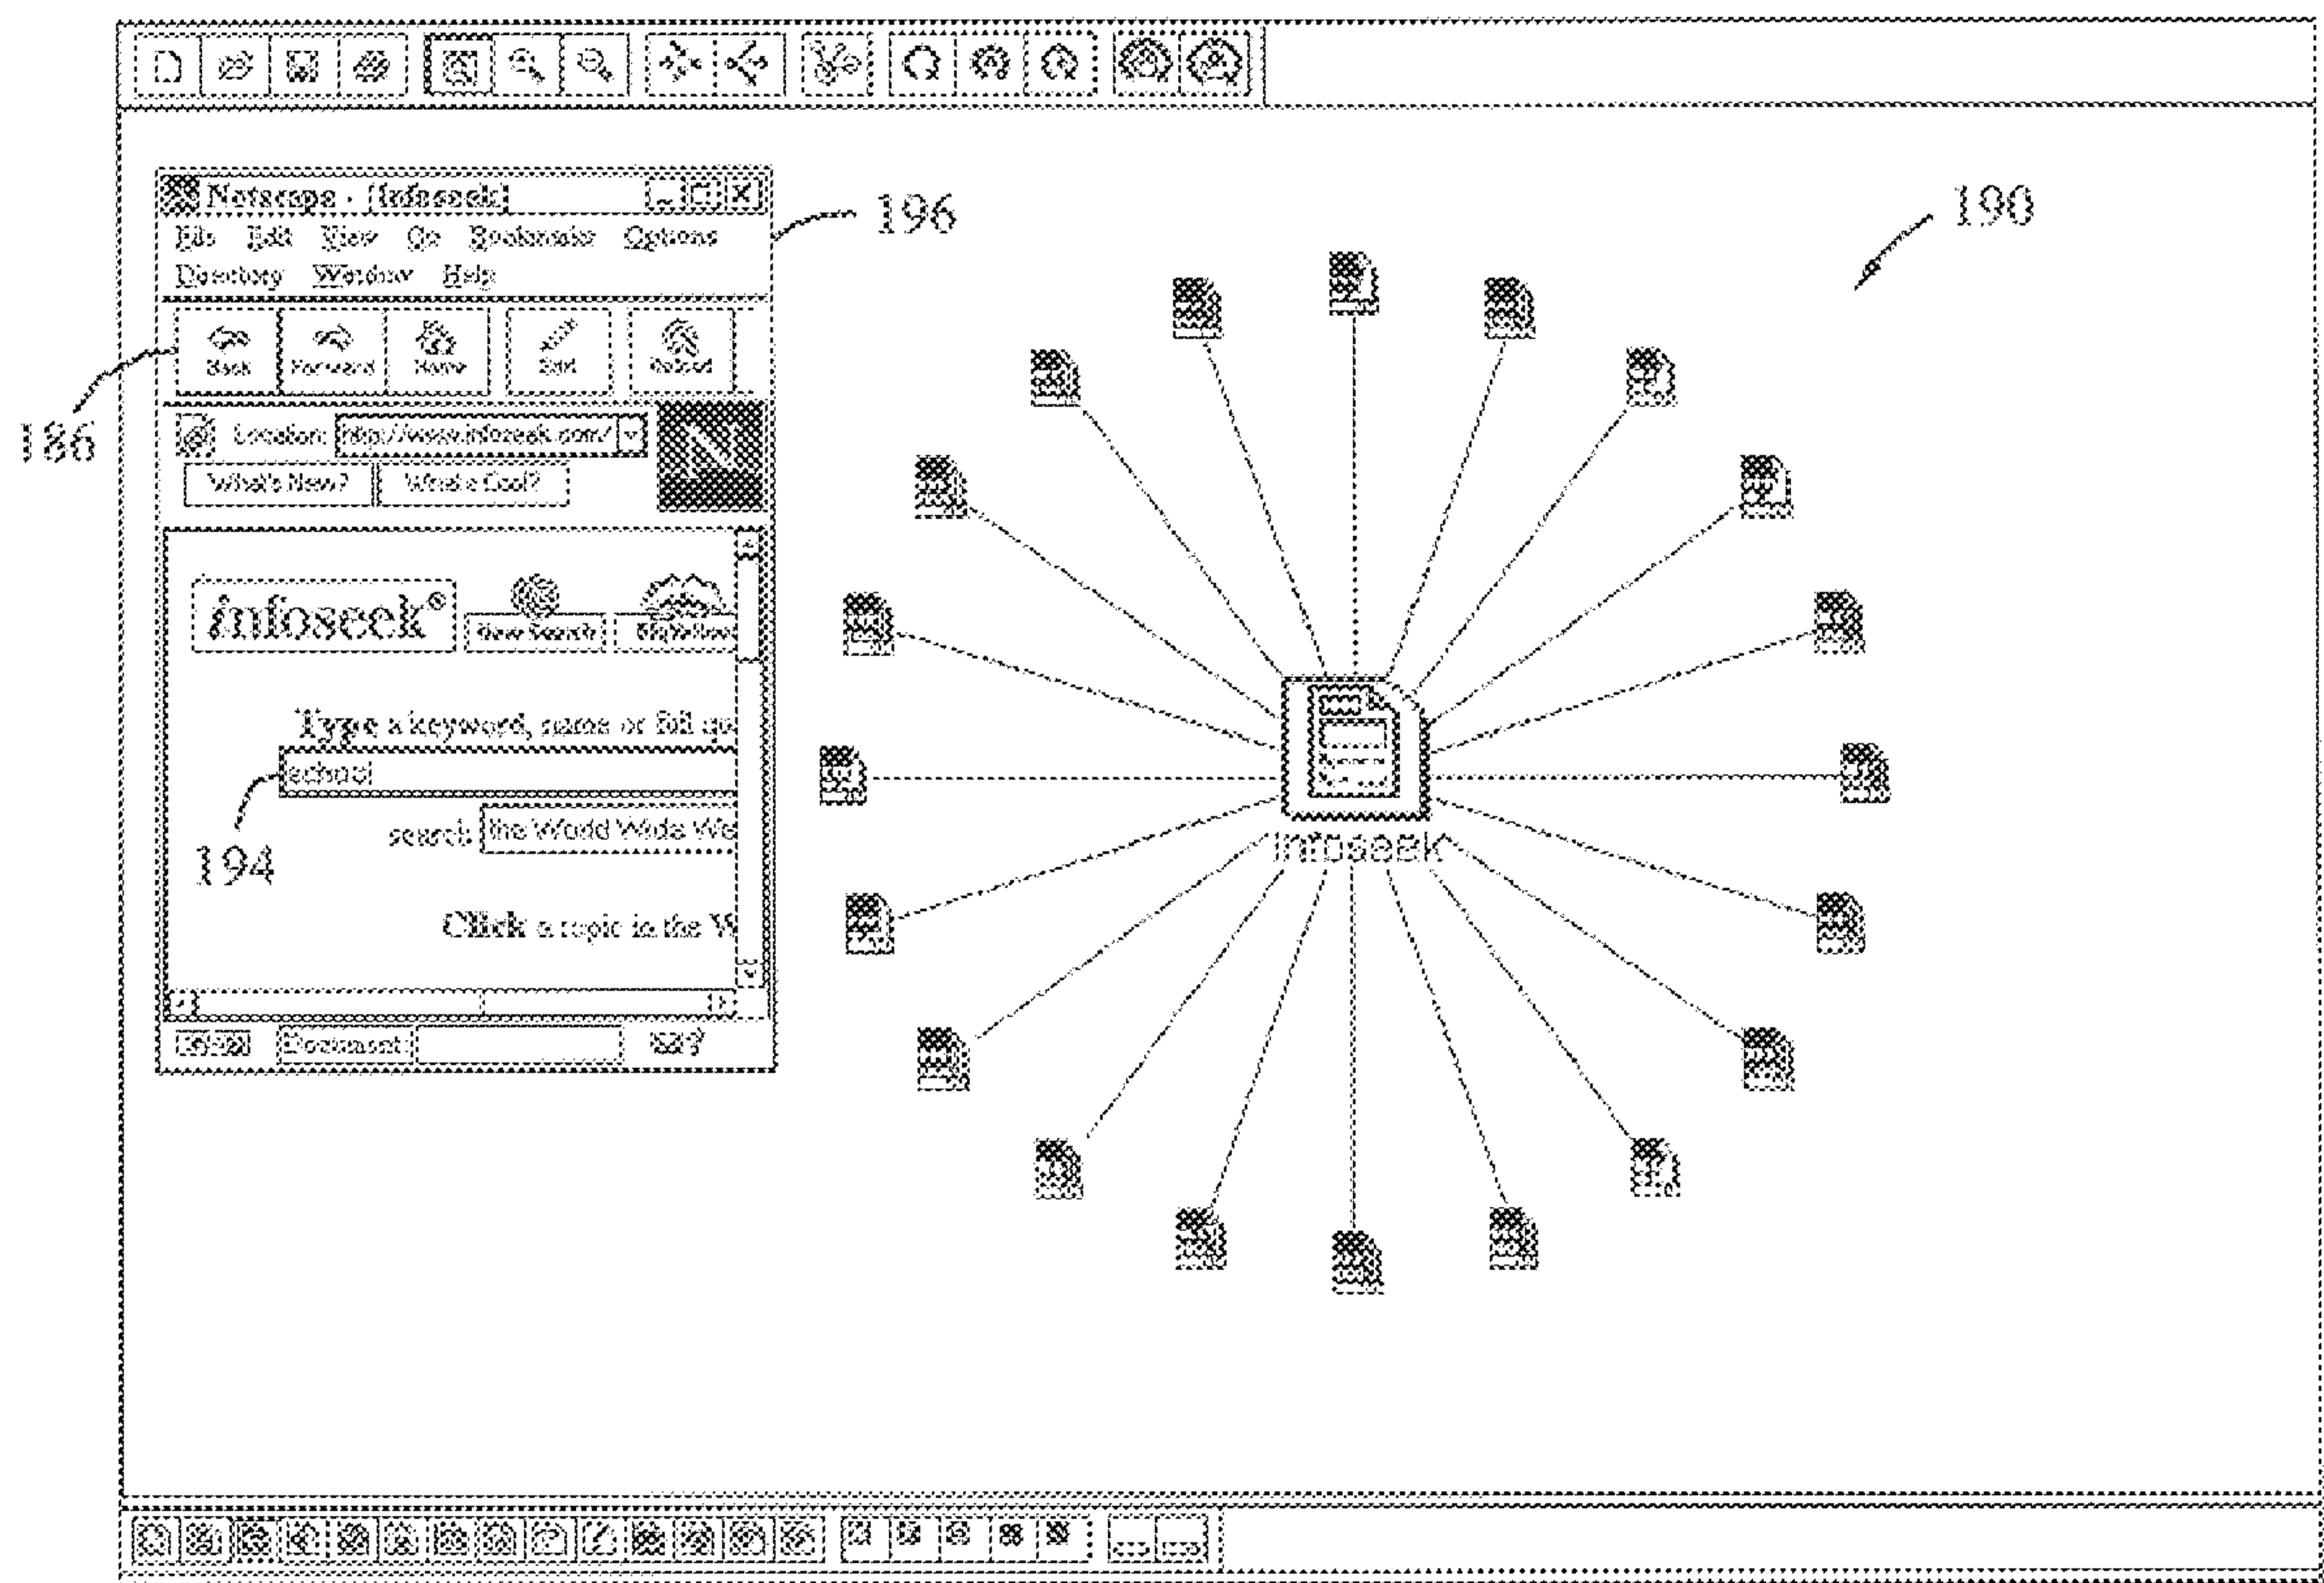 Netscape - [infoseek]
196
190
File Edit View Go Bookmarks Options
Directory Window Help
Back Forward Home Edit Reload
186
Location: http://www.infoseek.com/
What's New? What's Cool?
N
infoseek® New Search
Type a keyword, name or full qu
school
search the World Wide We
194
infoseek
Click a topic in the W
Document: